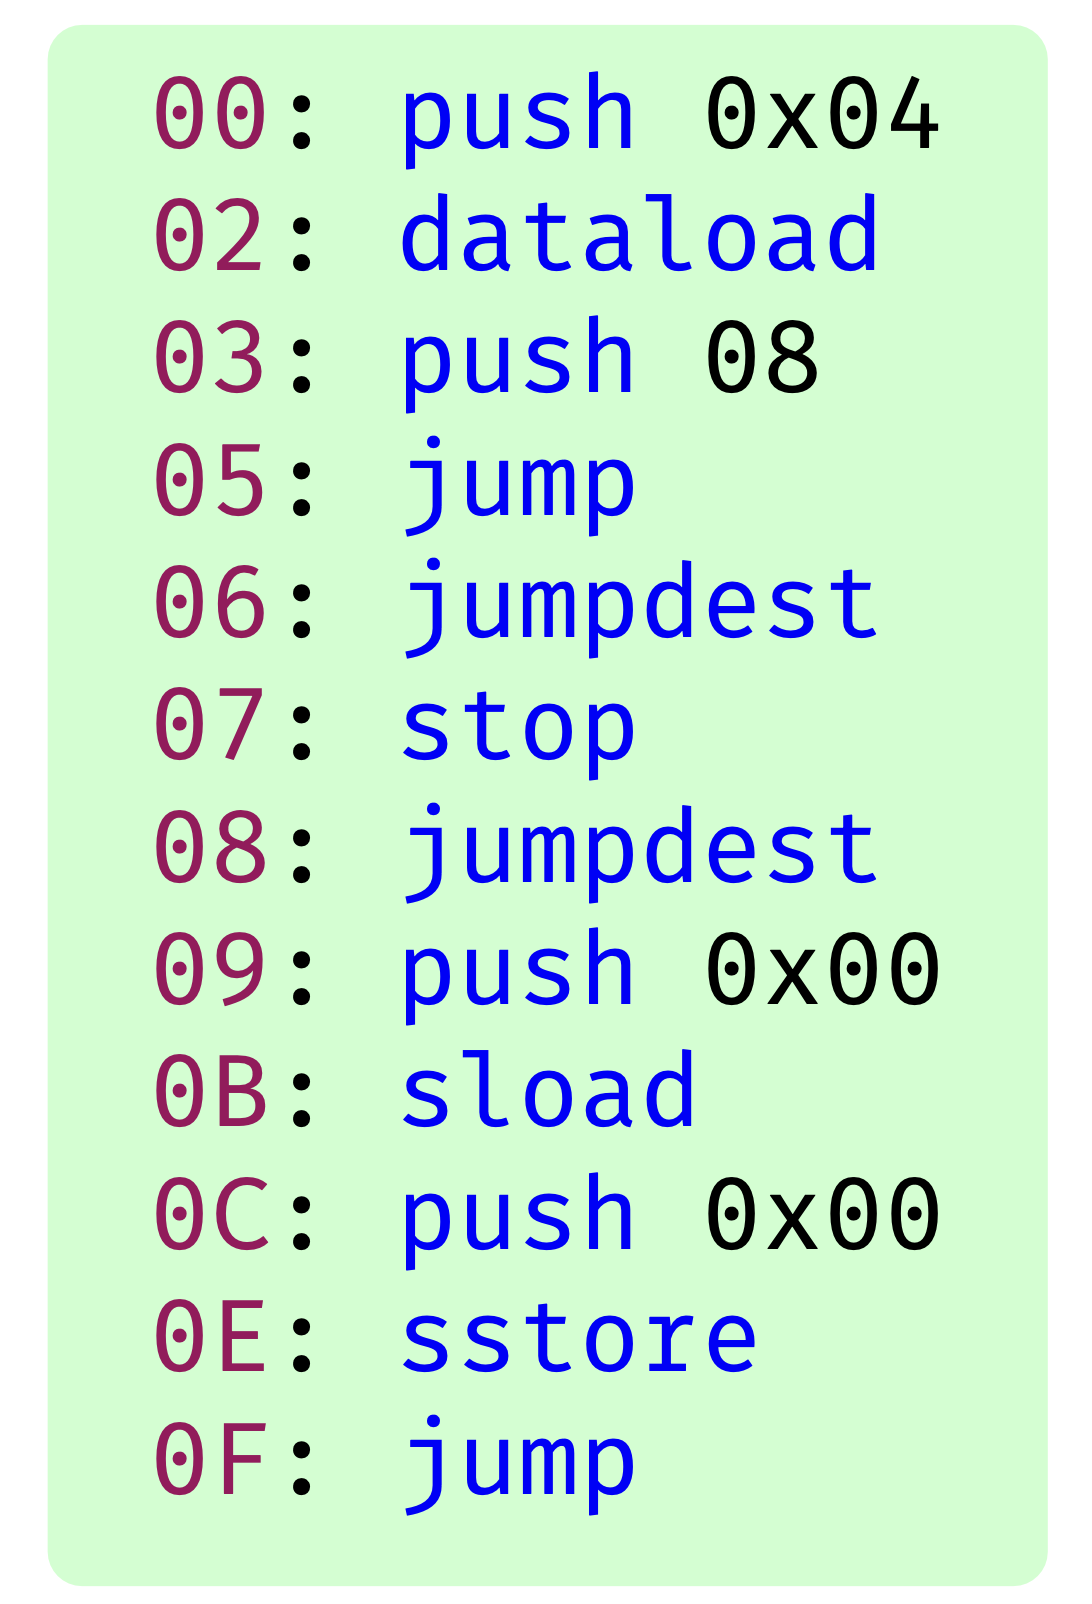 00: push 0x04
02: dataload
03: push 08
05: jump
06: jumpdest
07: stop
08: jumpdest
09: push 0x00
0B: sload
0C: push 0x00
0E: sstore
0F: jump